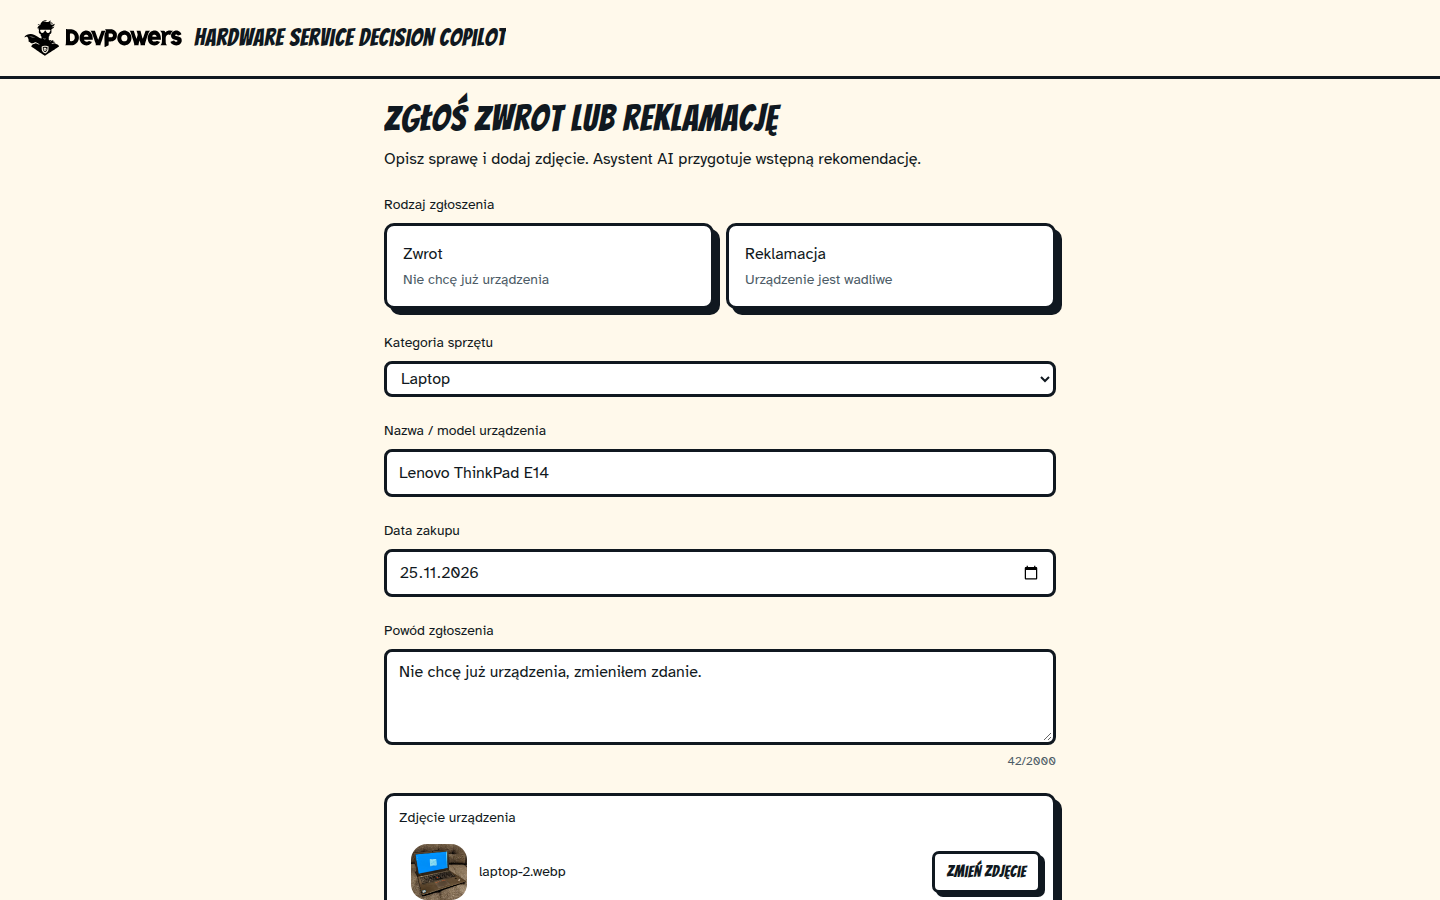 DevPowers HARDWARE SERVICE DECISION COPILOT
ZGŁOŚ ZWROT LUB REKLAMACJĘ
Opisz sprawę i dodaj zdjęcie. Asystent AI przygotuje wstępną rekomendację.
Rodzaj zgłoszenia
Zwrot
Nie chcę już urządzenia
Reklamacja
Urządzenie jest wadliwe
Kategoria sprzętu
Laptop
Nazwa / model urządzenia
Lenovo ThinkPad E14
Data zakupu
25.11.2026
Powód zgłoszenia
Nie chcę już urządzenia, zmieniłem zdanie.
42/2000
Zdjęcie urządzenia
laptop-2.webp
ZMIEŃ ZDJĘCIE